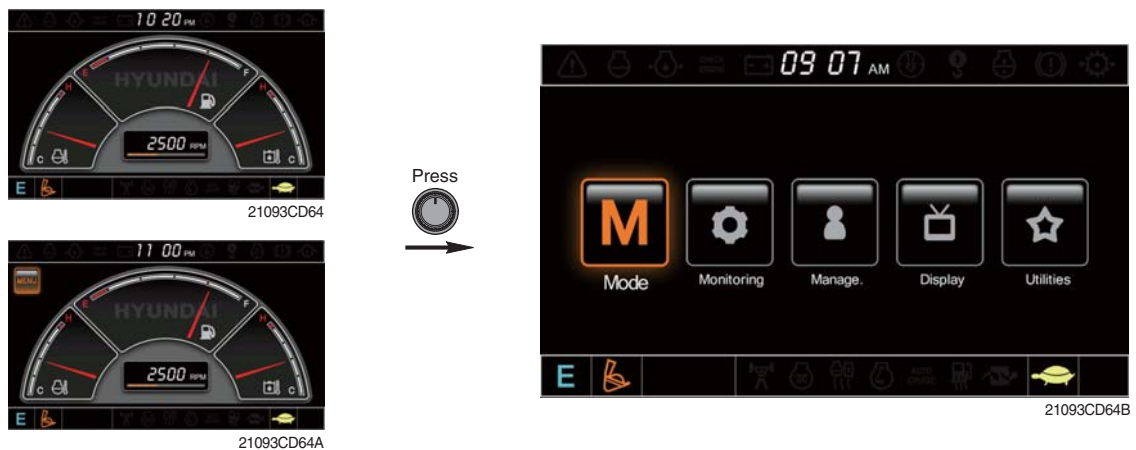 10 20 PM
E F
HYUNDAI
H H
2500 RPM
C C
E
21093CD64
11 00 PM
MENU
E F
HYUNDAI
H H
2500 RPM
C C
E
21093CD64A
Press
09 07 AM
CHECK
M
Mode Monitoring Manage. Display Utilities
E AUTO
CRUISE
21093CD64B